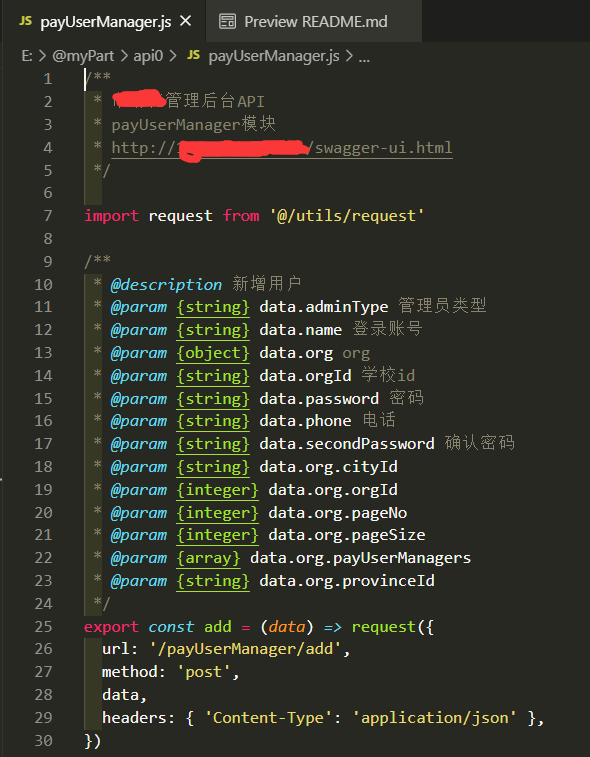 JS payUserManager.js × Preview README.md
E: > @myPart > api0 > JS payUserManager.js > ...
1 /**
2 * 管理后台API
3 * payUserManager模块
4 * http:///swagger-ui.html
5 */
6
7 import request from '@/utils/request'
8
9 /**
10 * @description 新增用户
11 * @param {string} data.adminType 管理员类型
12 * @param {string} data.name 登录账号
13 * @param {object} data.org org
14 * @param {string} data.orgId 学校id
15 * @param {string} data.password 密码
16 * @param {string} data.phone 电话
17 * @param {string} data.secondPassword 确认密码
18 * @param {string} data.org.cityId
19 * @param {integer} data.org.orgId
20 * @param {integer} data.org.pageNo
21 * @param {integer} data.org.pageSize
22 * @param {array} data.org.payUserManagers
23 * @param {string} data.org.provinceId
24 */
25 export const add = (data) => request({
26 url: '/payUserManager/add',
27 method: 'post',
28 data,
29 headers: { 'Content-Type': 'application/json' },
30 })